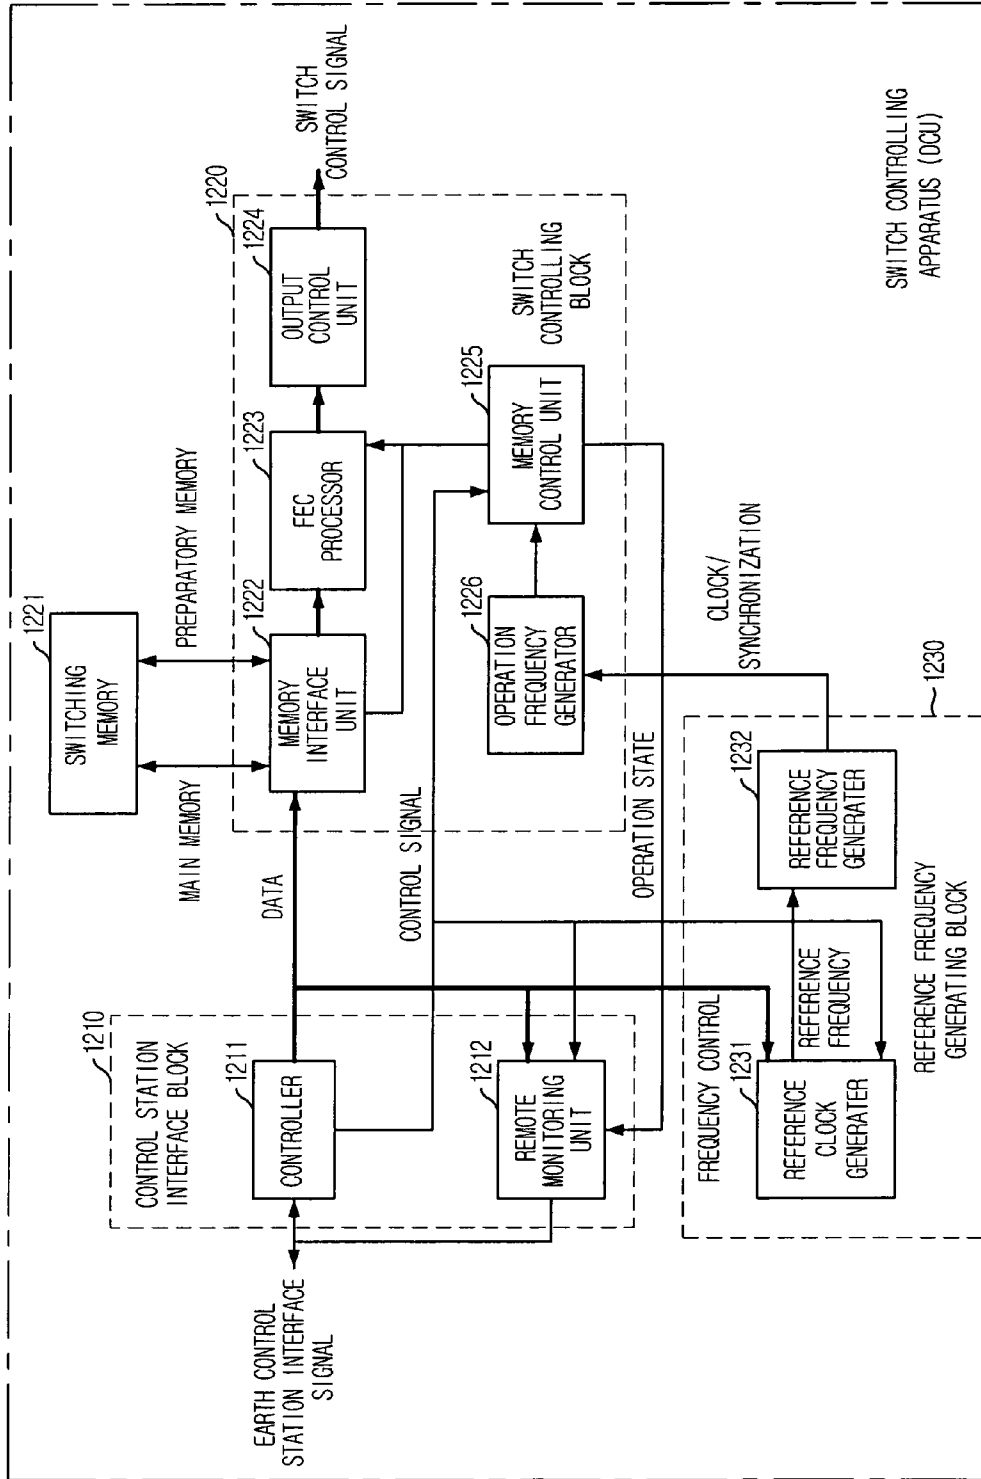 EARTH CONTROL
STATION INTERFACE
SIGNAL
CONTROL STATION
INTERFACE BLOCK
1210
1211
CONTROLLER
1212
REMOTE
MONITORING
UNIT
DATA
CONTROL SIGNAL
MAIN MEMORY
PREPARATORY MEMORY
1221
SWITCHING
MEMORY
1220
1222
MEMORY
INTERFACE
UNIT
1223
FEC
PROCESSOR
1224
OUTPUT
CONTROL
UNIT
SWITCH
CONTROL SIGNAL
1225
MEMORY
CONTROL UNIT
1226
OPERATION
FREQUENCY
GENERATOR
SWITCH
CONTROLLING
BLOCK
OPERATION STATE
CLOCK/
SYNCHRONIZATION
1230
FREQUENCY CONTROL
1231
REFERENCE
CLOCK
GENERATER
REFERENCE
FREQUENCY
1232
REFERENCE
FREQUENCY
GENERATER
REFERENCE FREQUENCY
GENERATING BLOCK
SWITCH CONTROLLING
APPARATUS (DCU)